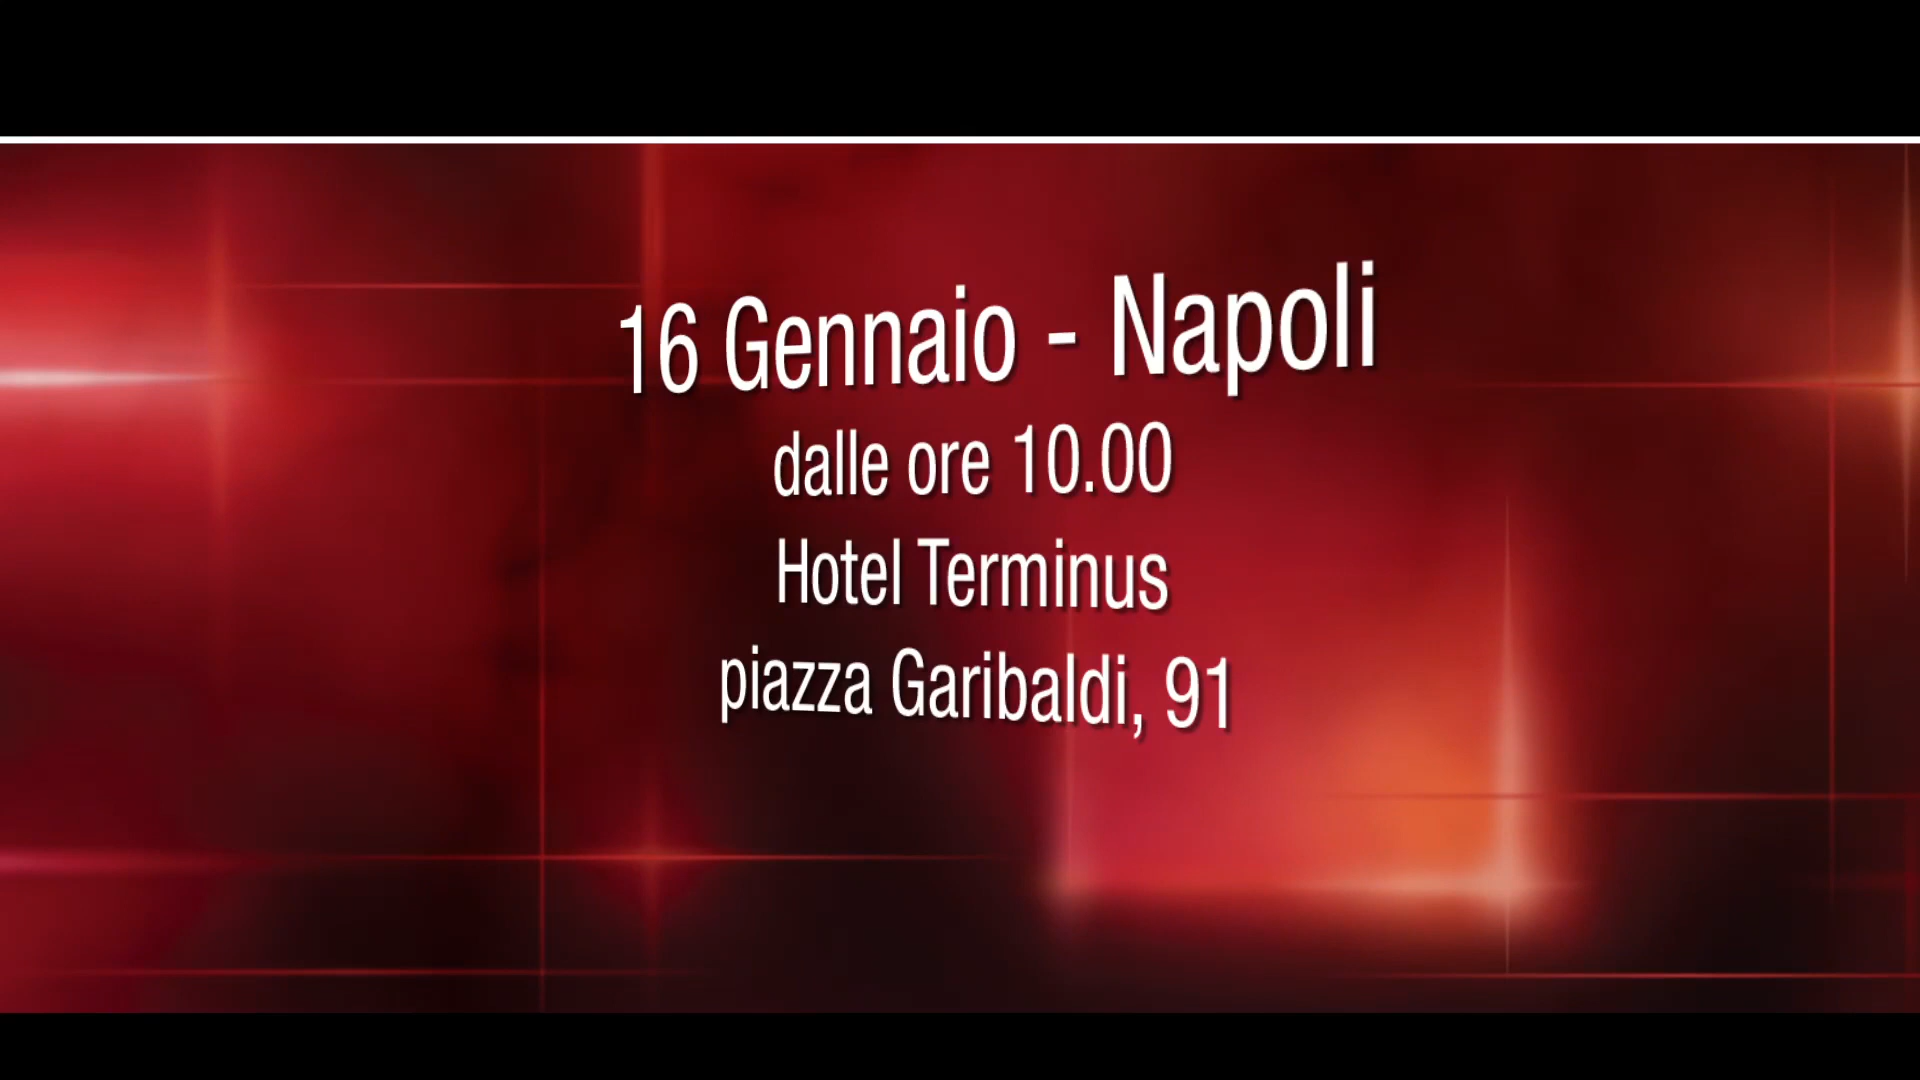 16 Gennaio - Napoli
dalle ore 10.00
Hotel Terminus
piazza Garibaldi, 91